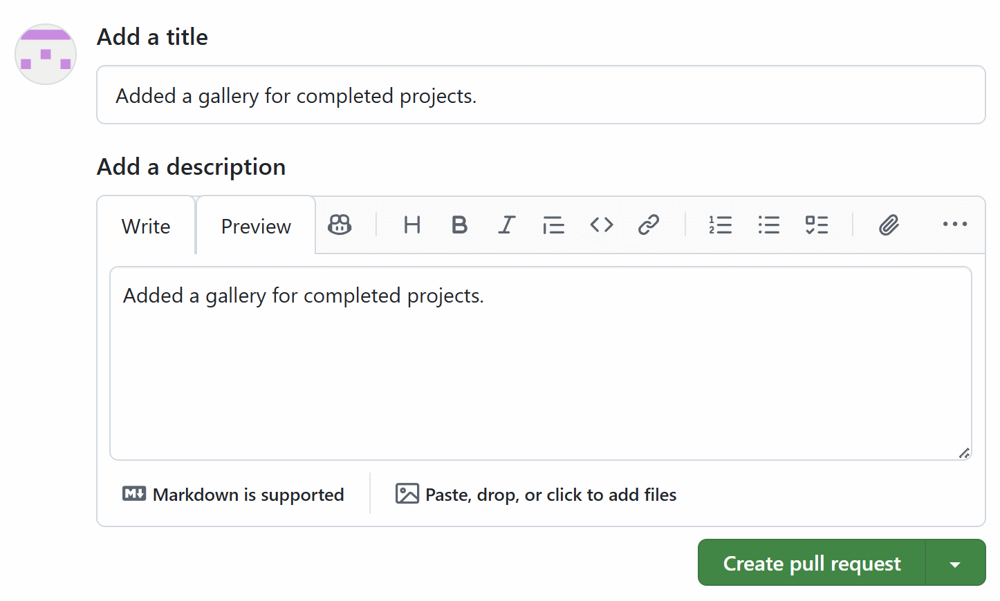 Add a title
Added a gallery for completed projects.
Add a description
Write Preview
Added a gallery for completed projects.
Markdown is supported Paste, drop, or click to add files
Create pull request